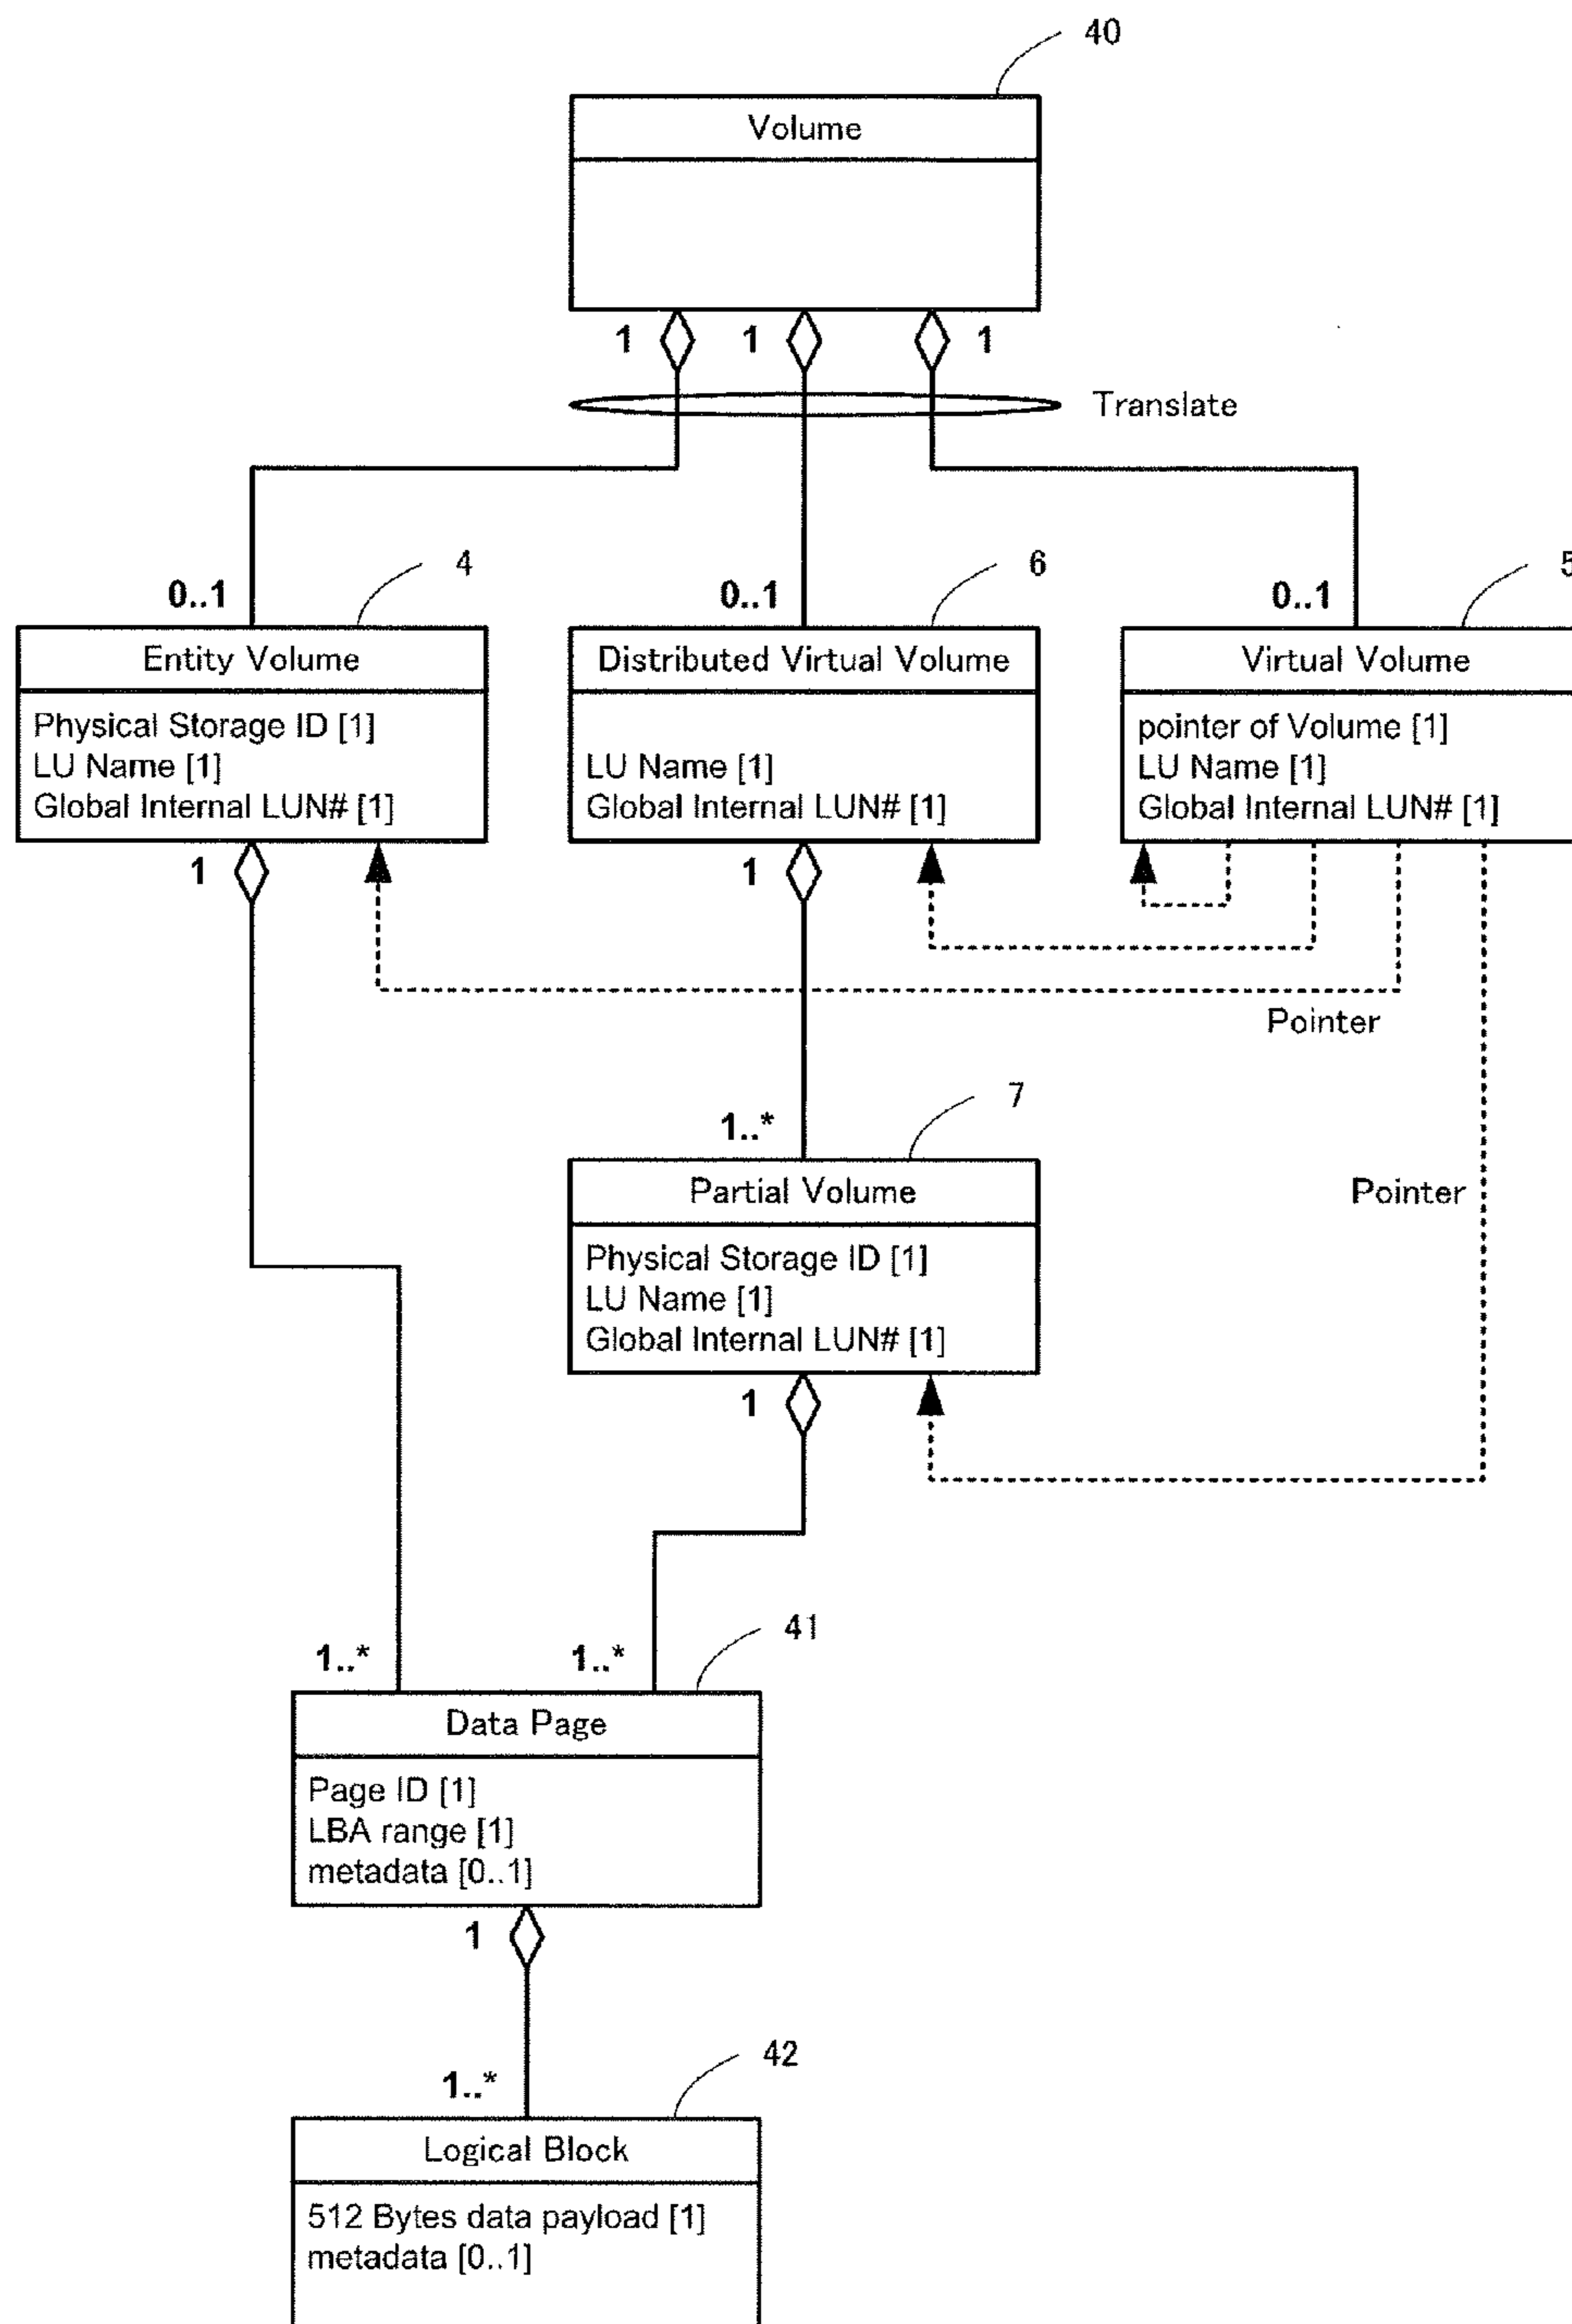 40
Volume
1
1
1
Translate
4
6
5
0..1
0..1
0..1
Entity Volume
Physical Storage ID [1]
LU Name [1]
Global Internal LUN# [1]
Distributed Virtual Volume
LU Name [1]
Global Internal LUN# [1]
Virtual Volume
pointer of Volume [1]
LU Name [1]
Global Internal LUN# [1]
1
1
Pointer
7
1..*
Partial Volume
Physical Storage ID [1]
LU Name [1]
Global Internal LUN# [1]
Pointer
1
41
1..*
1..*
Data Page
Page ID [1]
LBA range [1]
metadata [0..1]
1
42
1..*
Logical Block
512 Bytes data payload [1]
metadata [0..1]